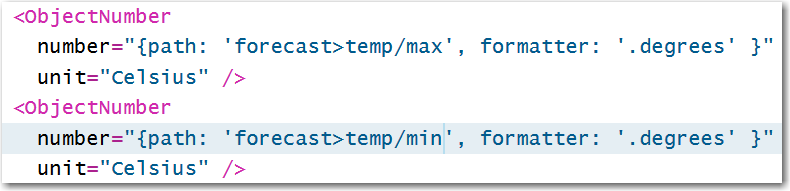 <ObjectNumber
number="{path: 'forecast>temp/max', formatter: '.degrees' }"
unit="Celsius" />
<ObjectNumber
number="{path: 'forecast>temp/min', formatter: '.degrees' }"
unit="Celsius" />